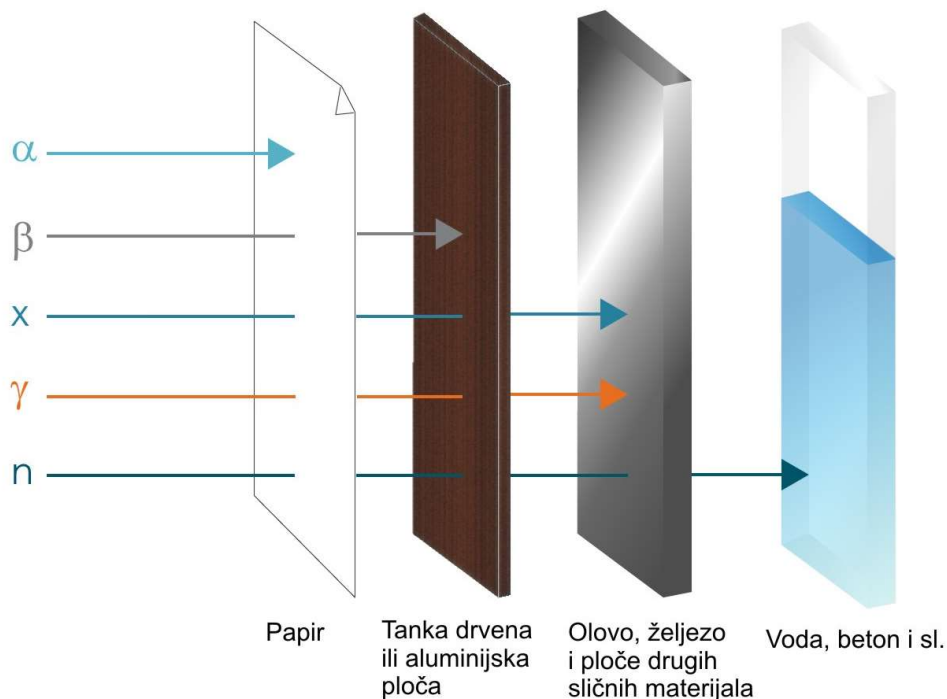 α
β
x
γ
n
Papir
Tanka drvena
ili aluminijska
ploča
Olovo, željezo
i ploče drugih
sličnih materijala
Voda, beton i sl.